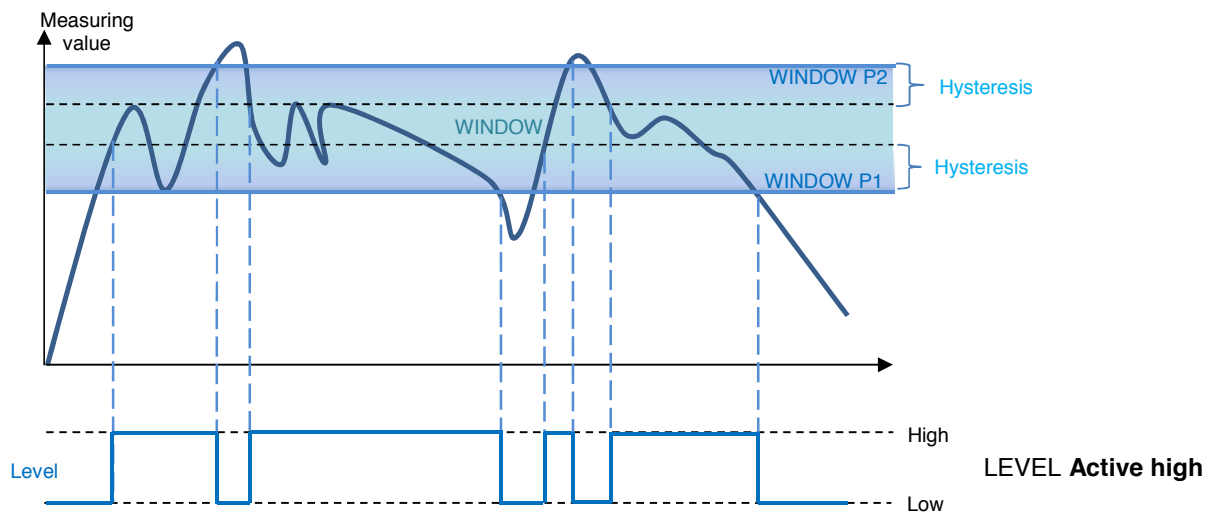 Measuring
value
WINDOW P2
Hysteresis
WINDOW
Hysteresis
WINDOW P1
High
Level
LEVEL Active high
Low